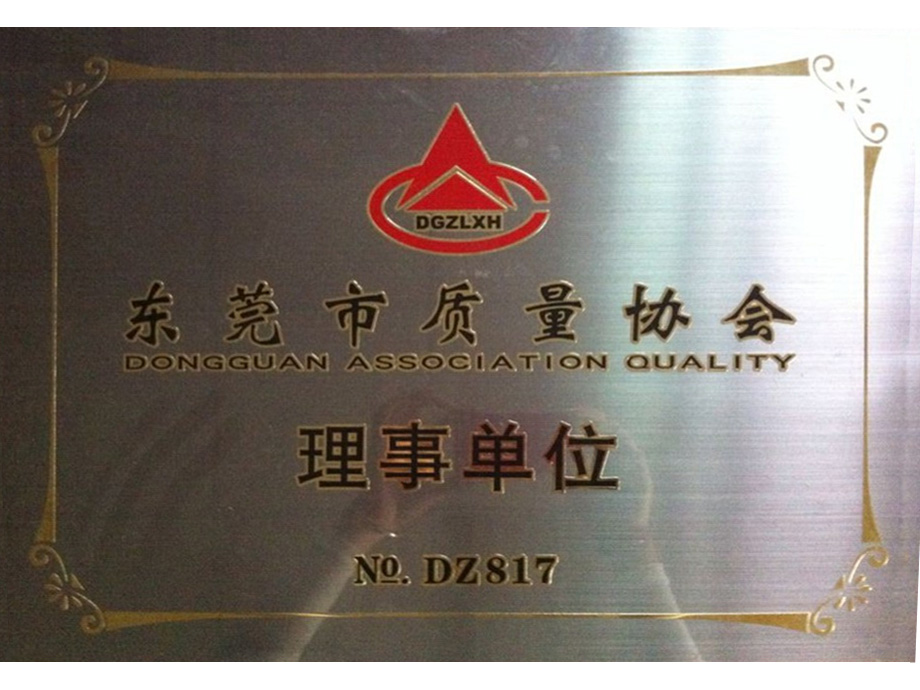 DGZLXH
东莞市质量协会
DONGGUAN ASSOCIATION QUALITY
理事单位
№. DZ817